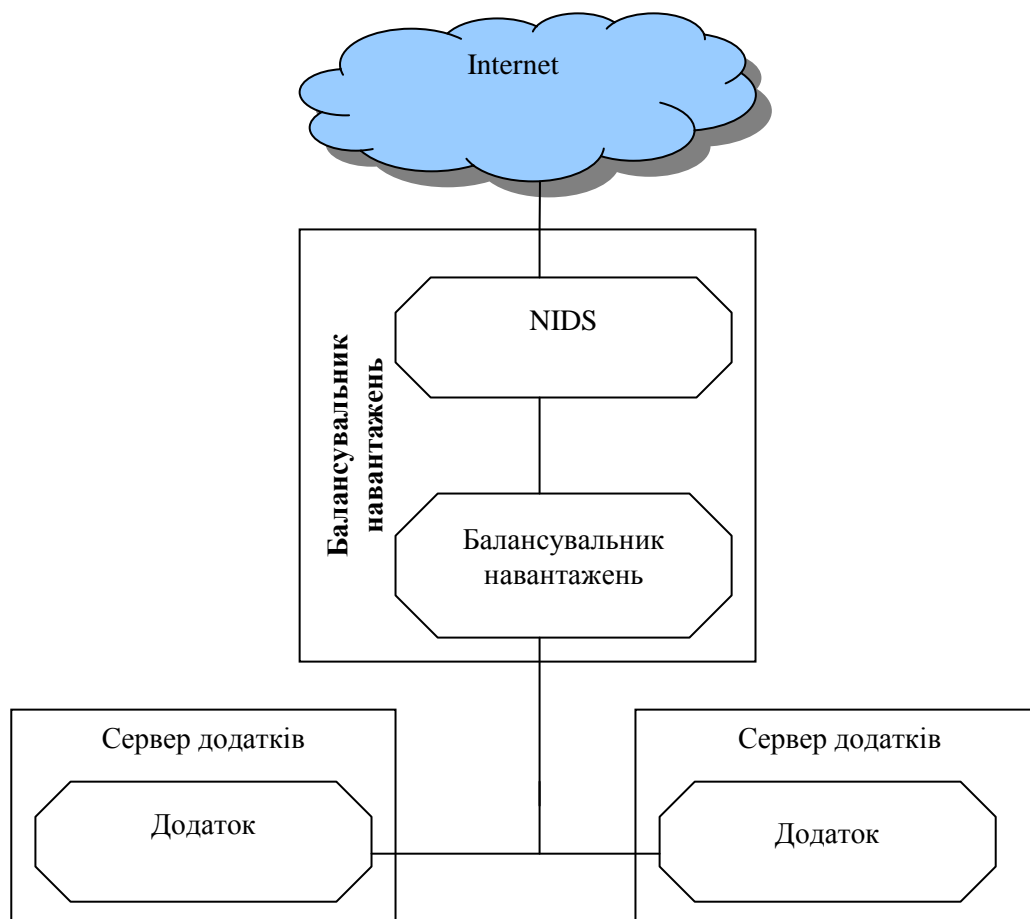 Internet
NIDS
Балансувальник
навантажень
Балансувальник
навантажень
Сервер додатків
Додаток
Сервер додатків
Додаток